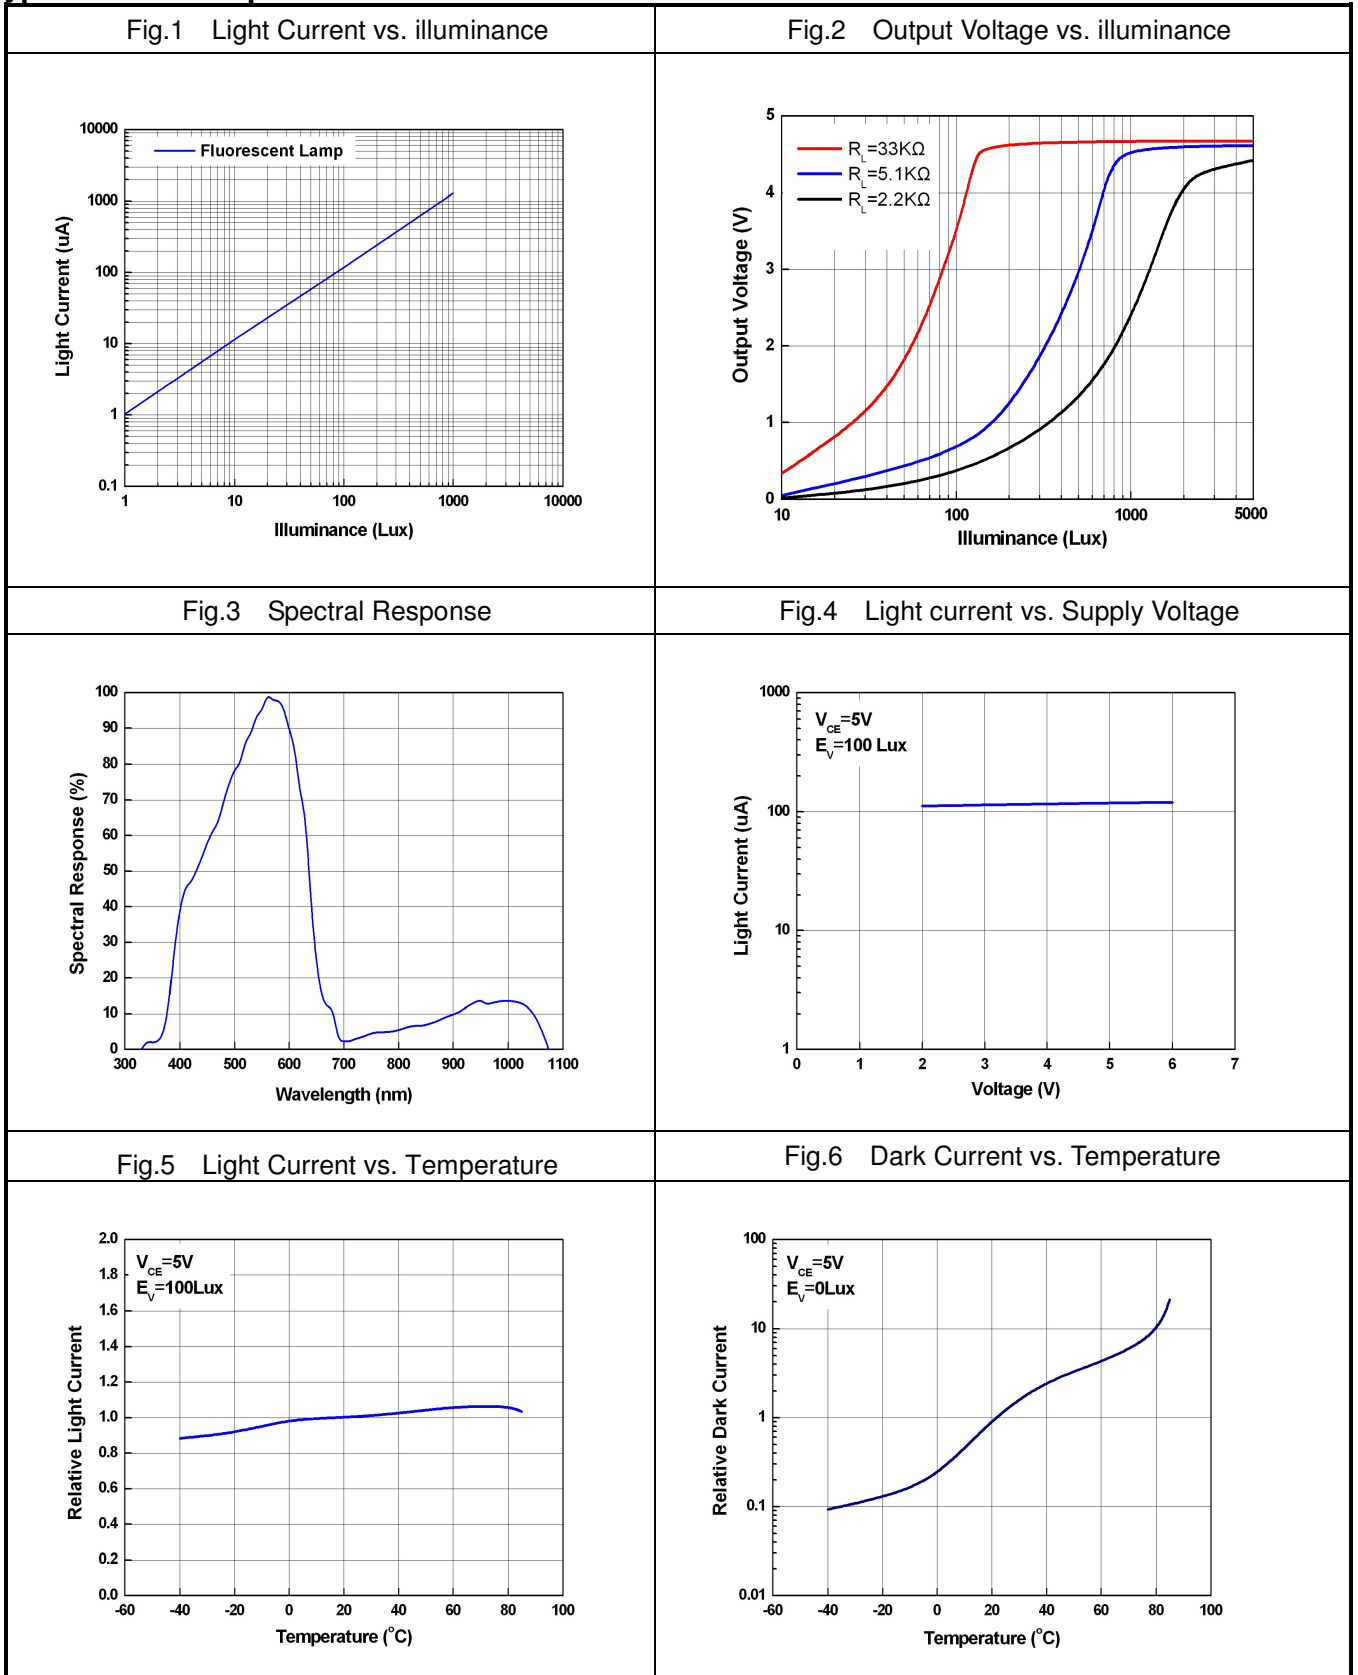 Fig.1 Light Current vs. illuminance
Fig.2 Output Voltage vs. illuminance
10000
1000
100
10
1
0.1
Light Current (uA)
Fluorescent Lamp
1 10 100 1000 10000
Illuminance (Lux)
5
4
3
2
1
0
Output Voltage (V)
RL=33KΩ
RL=5.1KΩ
RL=2.2KΩ
10 100 1000 5000
Illuminance (Lux)
Fig.3 Spectral Response
Fig.4 Light current vs. Supply Voltage
100
90
80
70
60
50
40
30
20
10
0
Spectral Response (%)
300 400 500 600 700 800 900 1000 1100
Wavelength (nm)
1000
100
10
1
Light Current (uA)
VCE=5V
EV=100 Lux
0 1 2 3 4 5 6 7
Voltage (V)
Fig.5 Light Current vs. Temperature
Fig.6 Dark Current vs. Temperature
2.0
1.8
1.6
1.4
1.2
1.0
0.8
0.6
0.4
0.2
0.0
Relative Light Current
VCE=5V
EV=100Lux
-60 -40 -20 0 20 40 60 80 100
Temperature (°C)
100
10
1
0.1
0.01
Relative Dark Current
VCE=5V
EV=0Lux
-60 -40 -20 0 20 40 60 80 100
Temperature (°C)